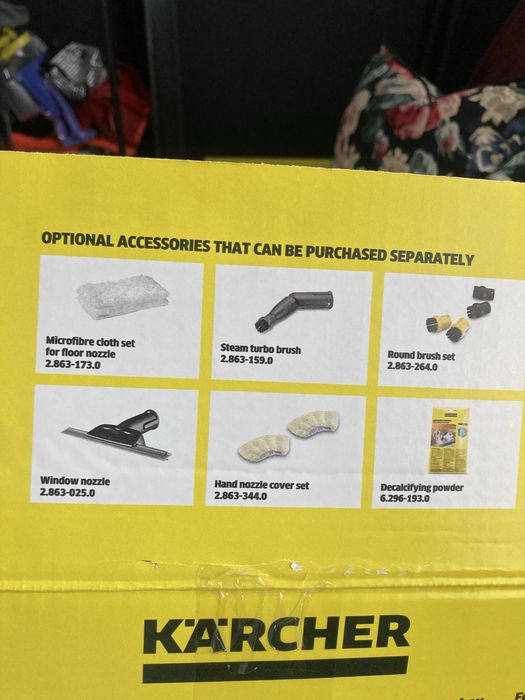 OPTIONAL ACCESSORIES THAT CAN BE PURCHASED SEPARATELY
Microfibre cloth set
for floor nozzle
2.863-173.0
Steam turbo brush
2.863-159.0
Round brush set
2.863-264.0
Window nozzle
2.863-025.0
Hand nozzle cover set
2.863-344.0
Decalcifying powder
6.296-193.0
KÄRCHER